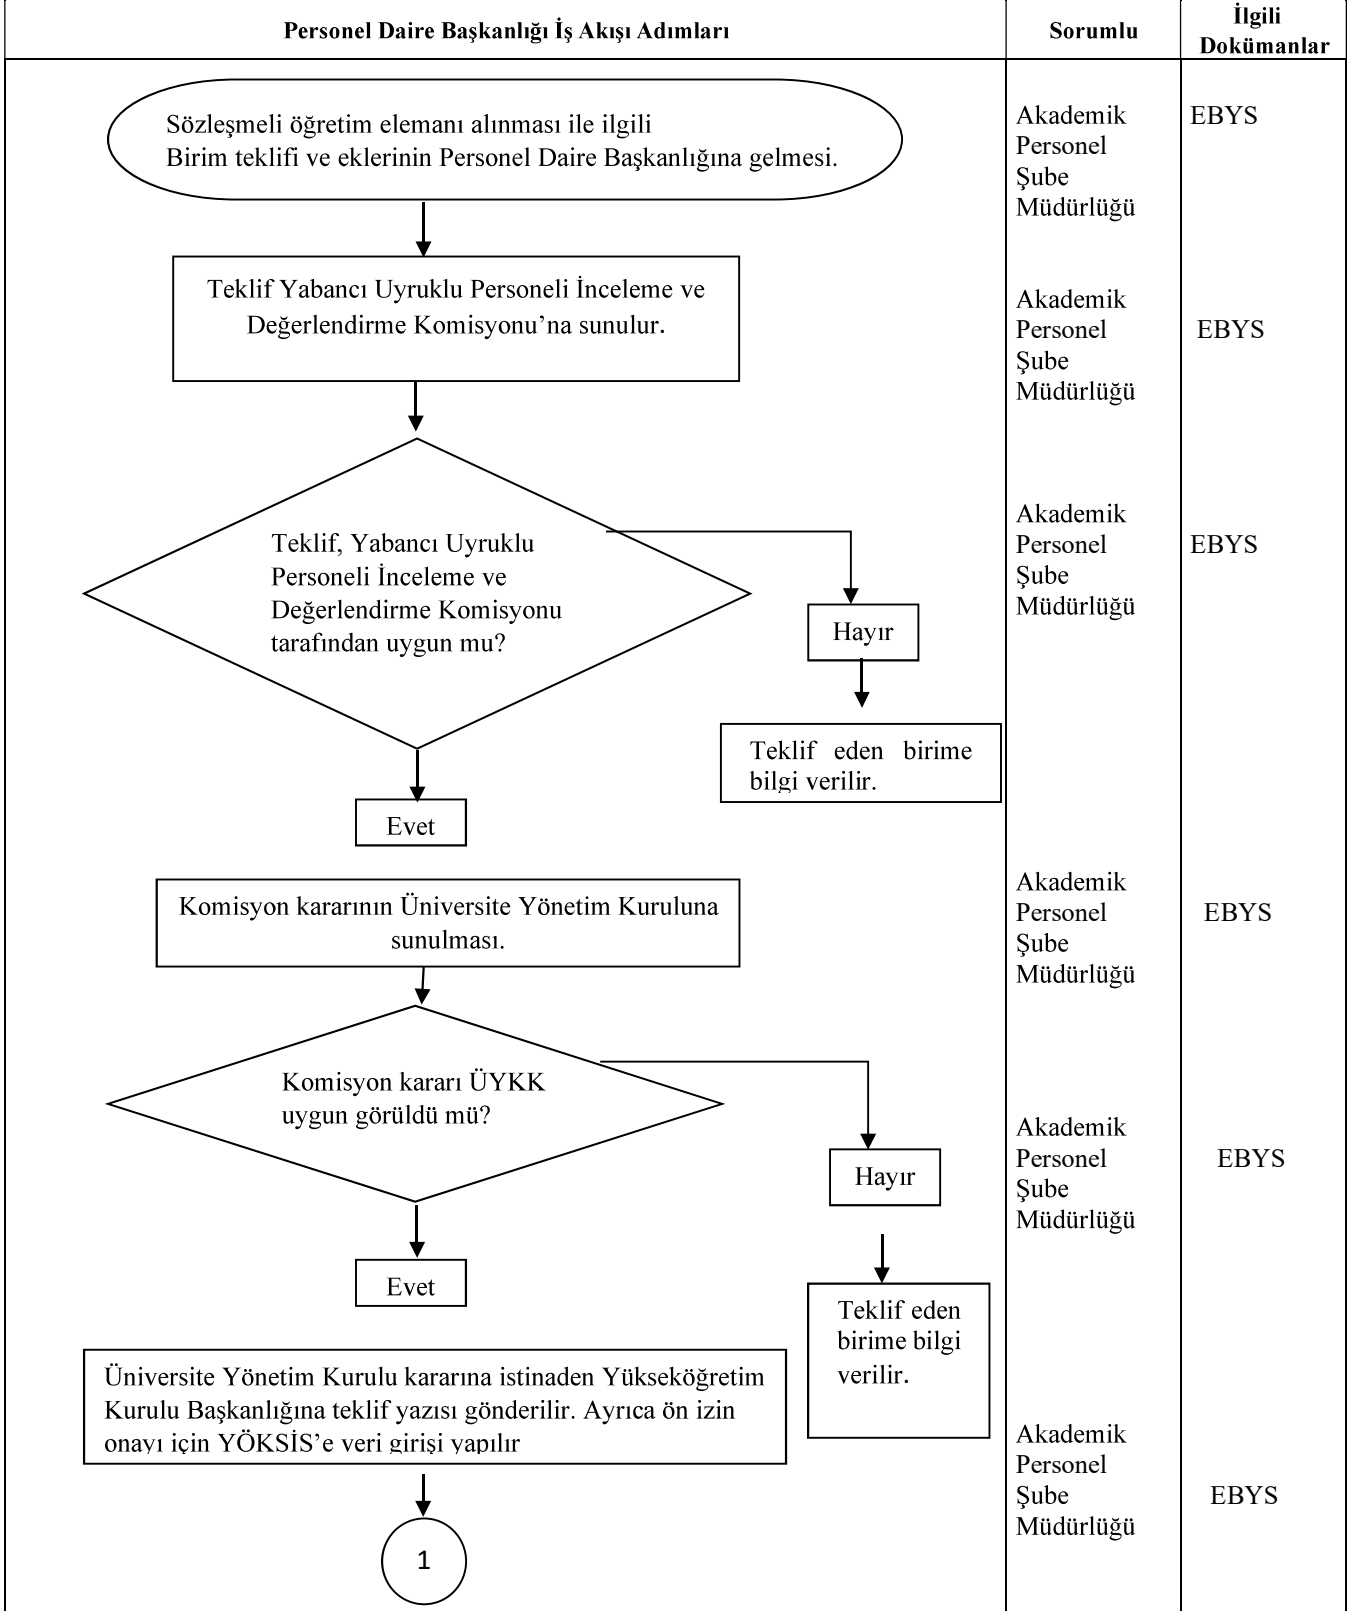 Personel Daire Başkanlığı İş Akışı Adımları
Sorumlu
İlgili
Dokümanlar
Sözleşmeli öğretim elemanı alınması ile ilgili
Birim teklifi ve eklerinin Personel Daire Başkanlığına gelmesi.
Akademik
Personel
Şube
Müdürlüğü
EBYS
Teklif Yabancı Uyruklu Personeli İnceleme ve
Değerlendirme Komisyonu’na sunulur.
Akademik
Personel
Şube
Müdürlüğü
EBYS
Teklif, Yabancı Uyruklu
Personeli İnceleme ve
Değerlendirme Komisyonu
tarafından uygun mu?
Hayır
Teklif eden birime
bilgi verilir.
Akademik
Personel
Şube
Müdürlüğü
EBYS
Evet
Komisyon kararının Üniversite Yönetim Kuruluna
sunulması.
Akademik
Personel
Şube
Müdürlüğü
EBYS
Komisyon kararı ÜYKK
uygun görüldü mü?
Hayır
Teklif eden
birime bilgi
verilir.
Akademik
Personel
Şube
Müdürlüğü
EBYS
Evet
Üniversite Yönetim Kurulu kararına istinaden Yükseköğretim
Kurulu Başkanlığına teklif yazısı gönderilir. Ayrıca ön izin
onayı için YÖKSİS’e veri girişi yapılır
Akademik
Personel
Şube
Müdürlüğü
EBYS
1